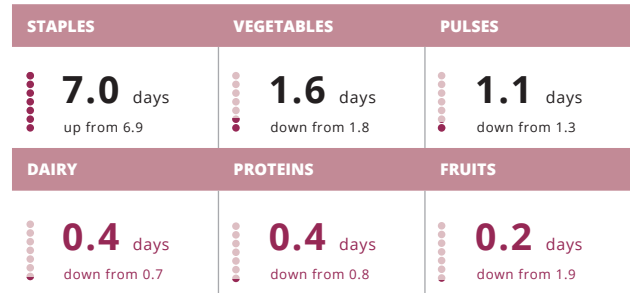 STAPLES VEGETABLES PULSES
7.0 days 1.6 days 1.1 days
up from 6.9 down from 1.8 down from 1.3
DAIRY PROTEINS FRUITS
0.4 days 0.4 days 0.2 days
down from 0.7 down from 0.8 down from 1.9